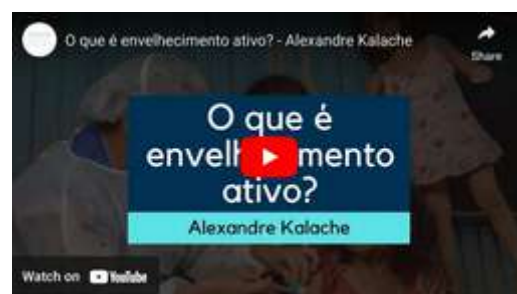 O que é envelhecimento ativo? - Alexandre Kalache
Share
O que é
envelh mento
ativo?
Alexandre Kalache
Watch on YouTube